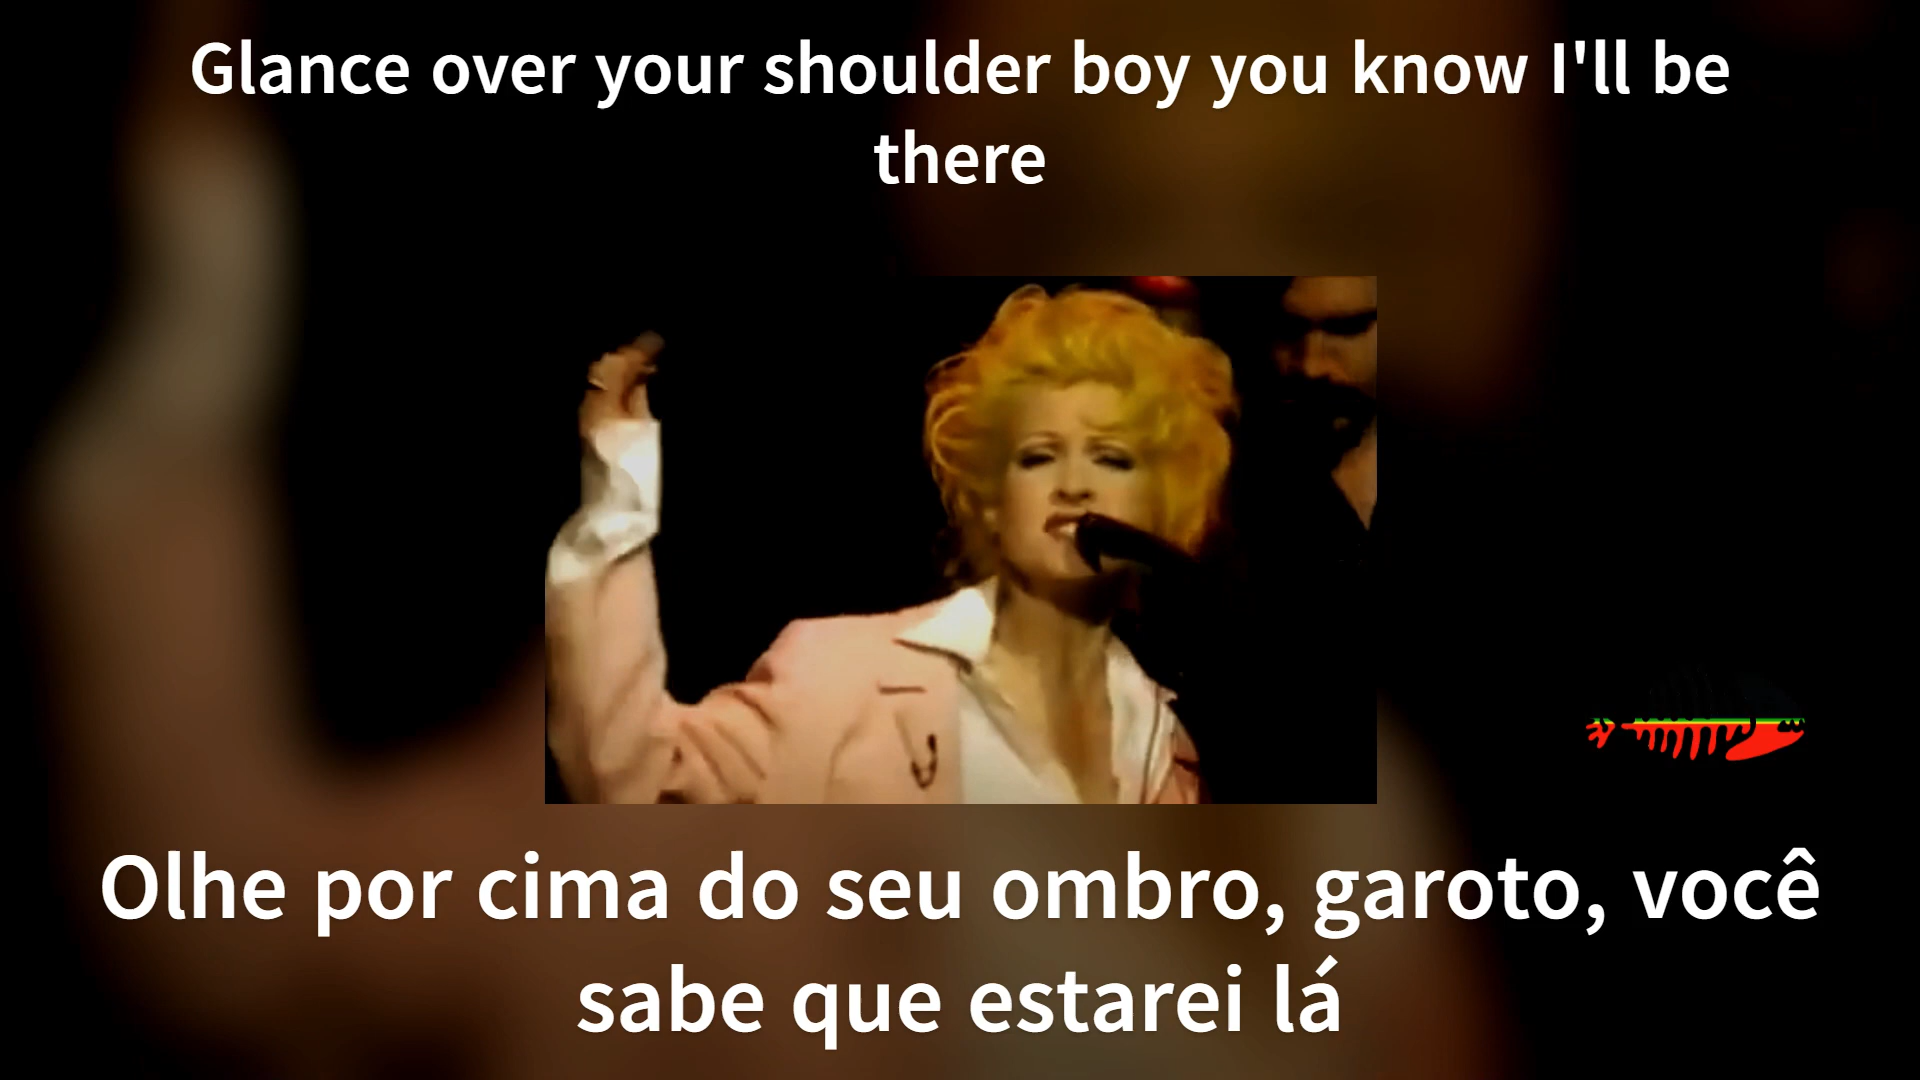 Glance over your shoulder boy you know I'll be
there
Olhe por cima do seu ombro, garoto, você
sabe que estarei lá